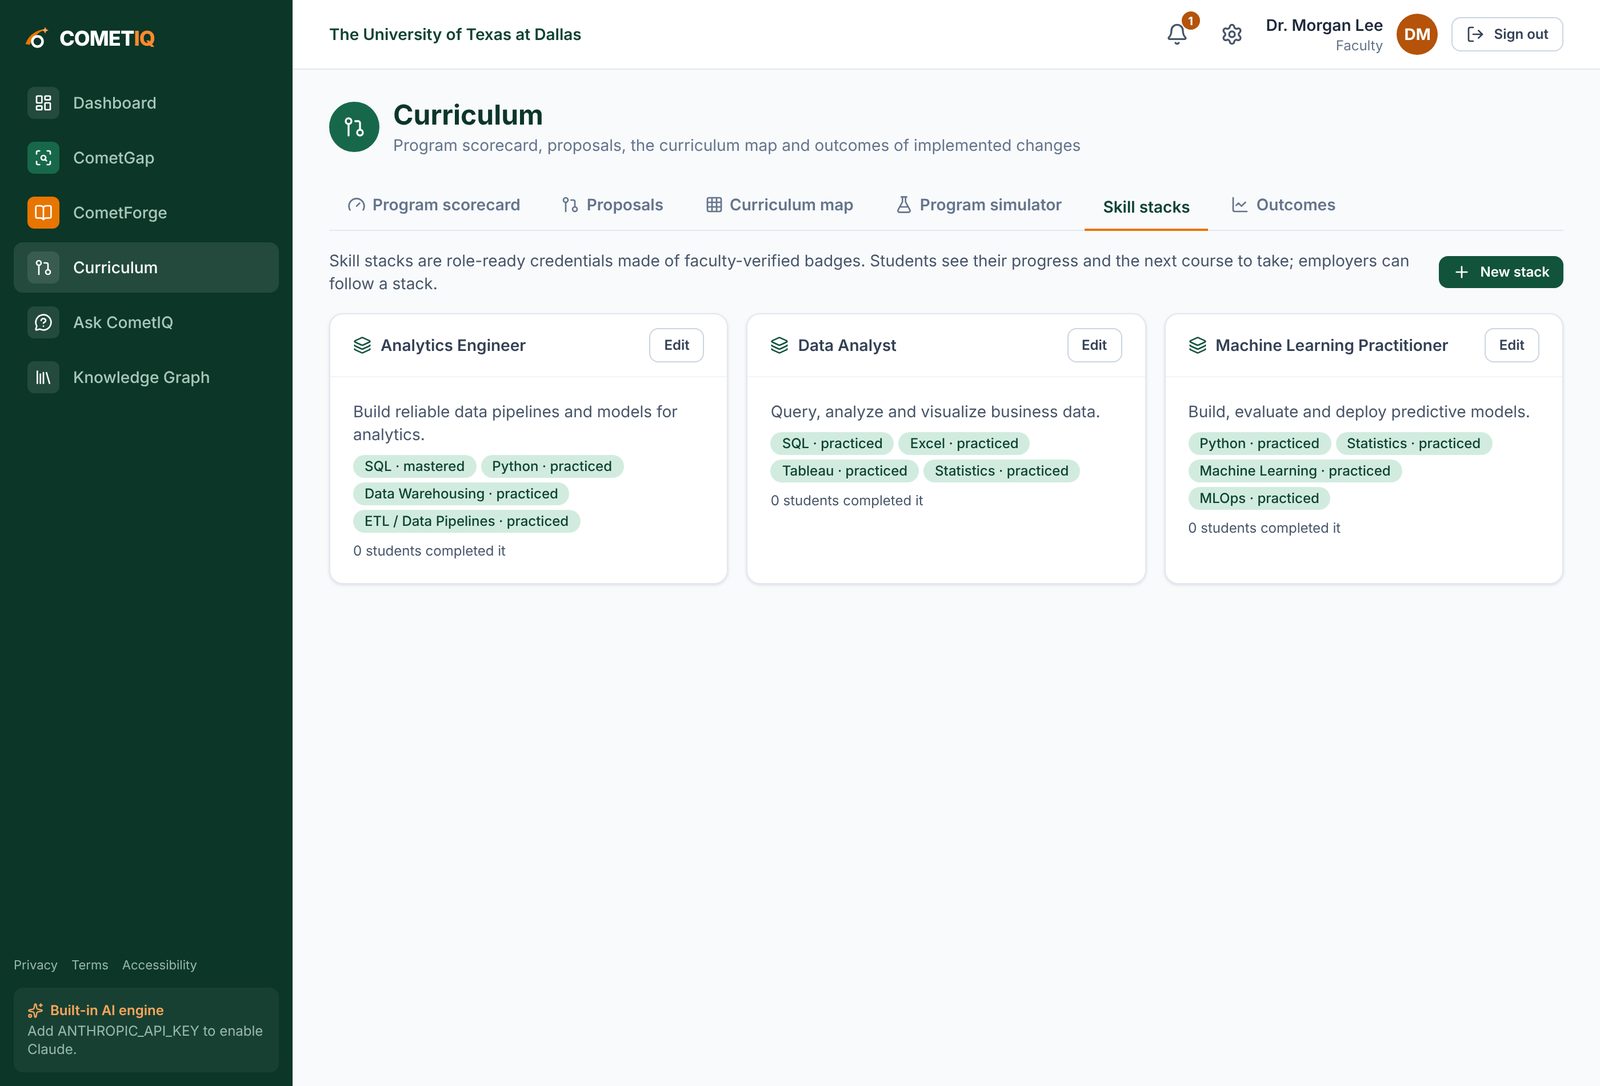 COMETIQ
The University of Texas at Dallas
1
Dr. Morgan Lee
Faculty
DM
Sign out
Dashboard
CometGap
CometForge
Curriculum
Ask CometIQ
Knowledge Graph
Curriculum
Program scorecard, proposals, the curriculum map and outcomes of implemented changes
Program scorecard
Proposals
Curriculum map
Program simulator
Skill stacks
Outcomes
Skill stacks are role-ready credentials made of faculty-verified badges. Students see their progress and the next course to take; employers can
follow a stack.
New stack
Analytics Engineer
Edit
Build reliable data pipelines and models for
analytics.
SQL · mastered
Python · practiced
Data Warehousing · practiced
ETL / Data Pipelines · practiced
0 students completed it
Data Analyst
Edit
Query, analyze and visualize business data.
SQL · practiced
Excel · practiced
Tableau · practiced
Statistics · practiced
0 students completed it
Machine Learning Practitioner
Edit
Build, evaluate and deploy predictive models.
Python · practiced
Statistics · practiced
Machine Learning · practiced
MLOps · practiced
0 students completed it
Privacy
Terms
Accessibility
Built-in AI engine
Add ANTHROPIC_API_KEY to enable
Claude.